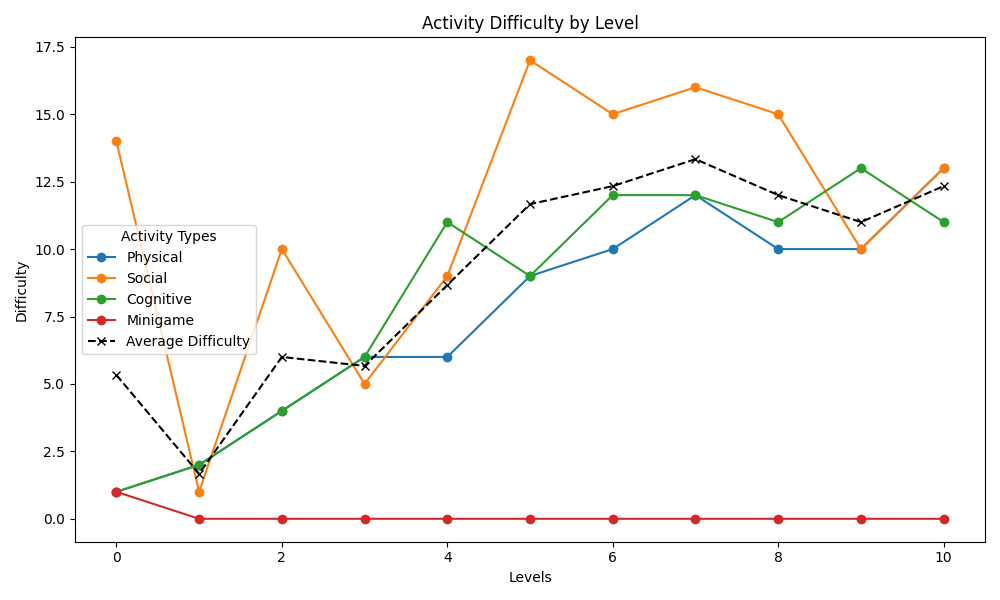 Activity Difficulty by Level
17.5
15.0
12.5
10.0
7.5
5.0
2.5
0.0
Difficulty
Activity Types
Physical
Social
Cognitive
Minigame
Average Difficulty
0 2 4 6 8 10
Levels